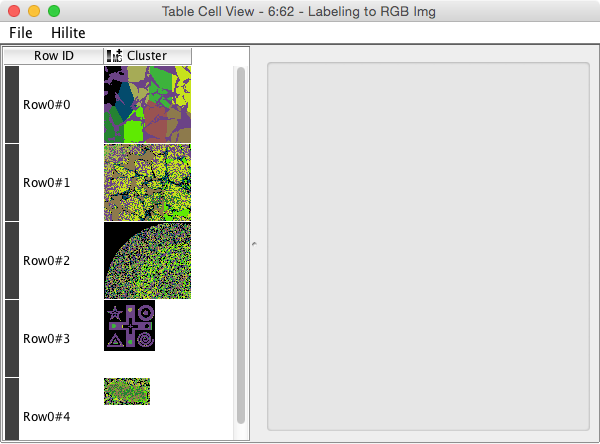 Table Cell View - 6:62 - Labeling to RGB Img
File Hilite
Row ID Cluster
Row0#0
Row0#1
Row0#2
Row0#3
Row0#4